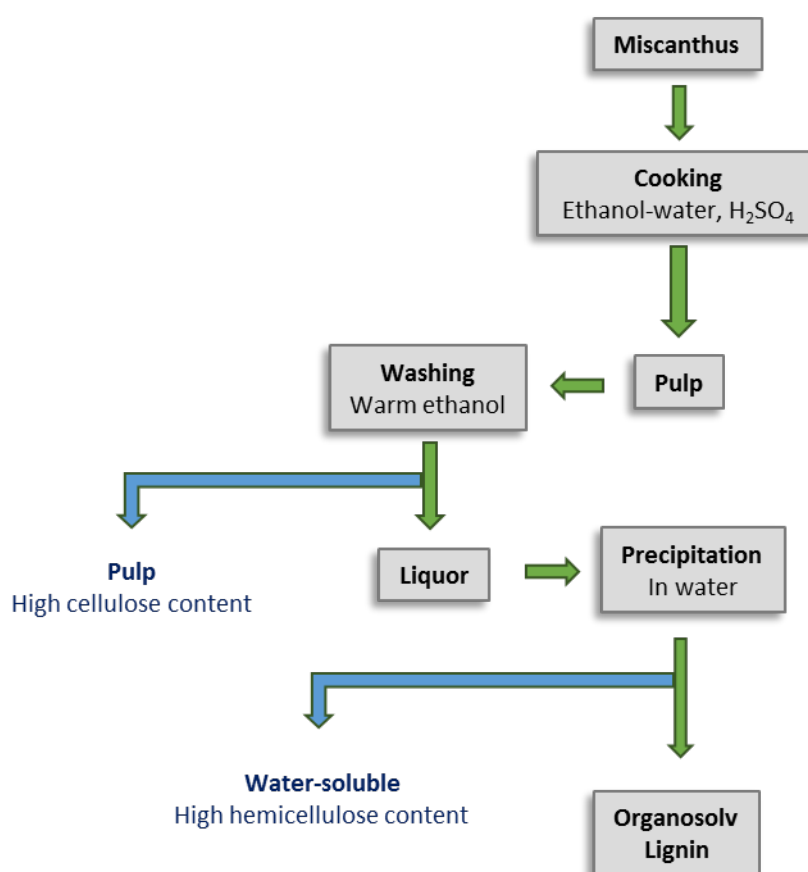 Miscanthus
Cooking
Ethanol-water, H₂SO₄
Pulp
Washing
Warm ethanol
Pulp
High cellulose content
Liquor
Precipitation
In water
Water-soluble
High hemicellulose content
Organosolv
Lignin